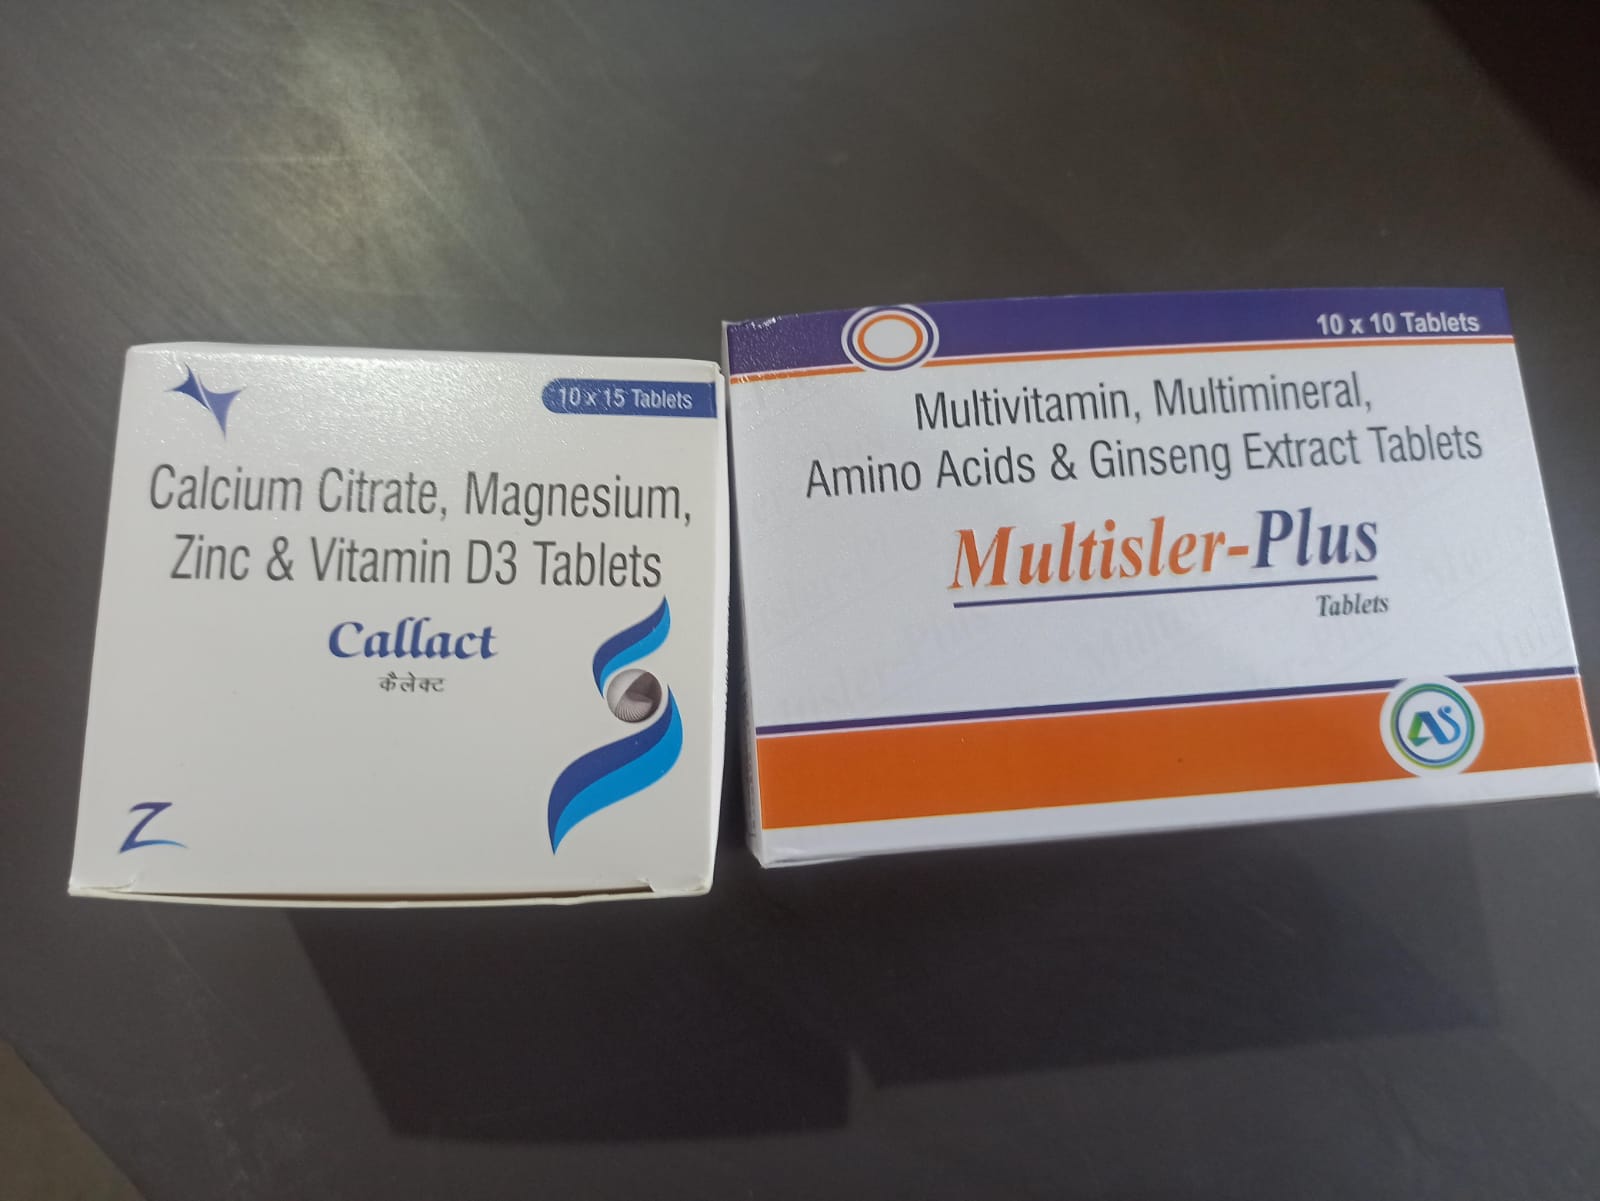 10 x 15 Tablets
Calcium Citrate, Magnesium,
Zinc & Vitamin D3 Tablets
Callact
कैलेक्ट
Z
10 x 10 Tablets
Multivitamin, Multimineral,
Amino Acids & Ginseng Extract Tablets
Multisler-Plus
Tablets
AS